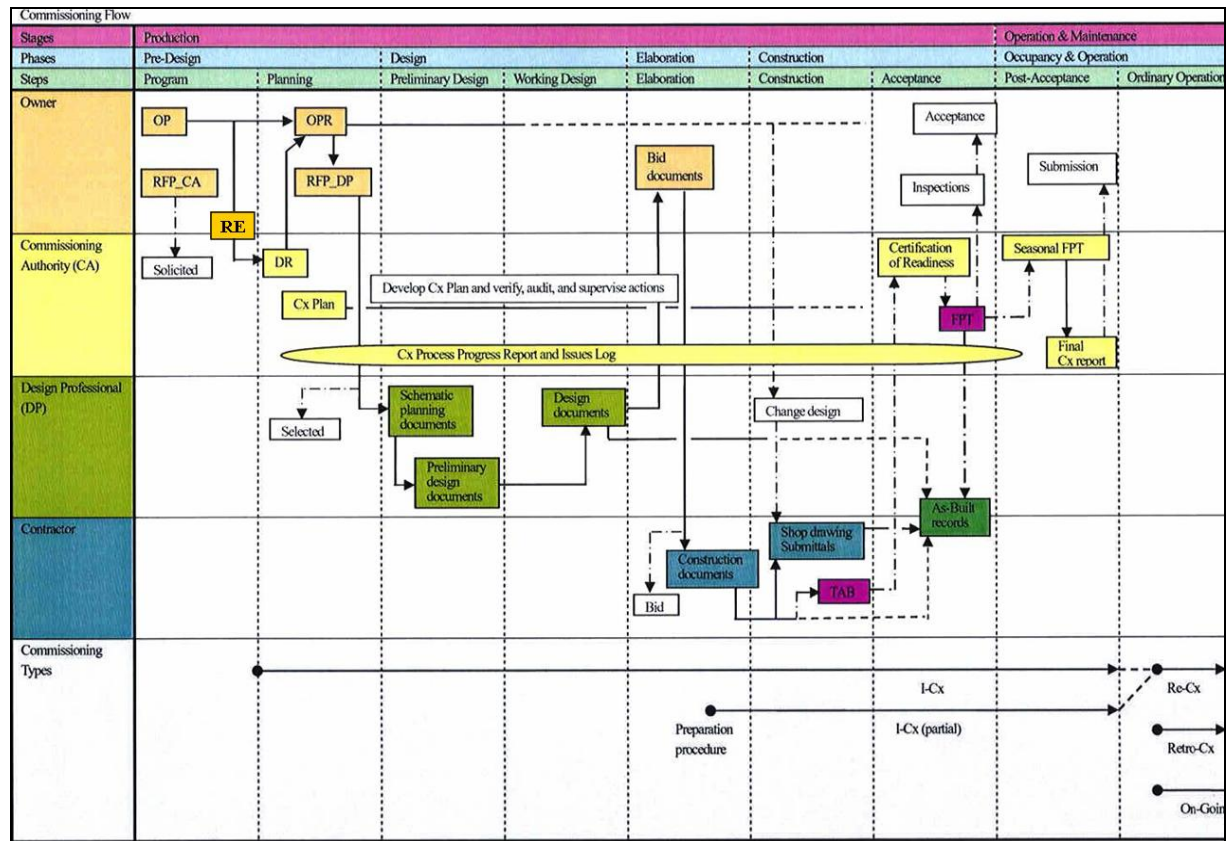 Commissioning Flow
Stages Production Operation & Maintenance
Phases Pre-Design Design Elaboration Construction Occupancy & Operation
Steps Program Planning Preliminary Design Working Design Elaboration Construction Acceptance Post-Acceptance Ordinary Operation
Owner
OP
OPR
Acceptance
RFP_CA
RFP_DP
Bid
documents
Inspections
Submission
RE
Commissioning
Authority (CA)
Solicited
DR
Certification
of Readiness
Seasonal FPT
Develop Cx Plan and verify, audit, and supervise actions
Cx Plan
FPT
Cx Process Progress Report and Issues Log
Final
Cx report
Design Professional
(DP)
Selected
Schematic
planning
documents
Design
documents
Change design
Preliminary
design
documents
As-Built
records
Contractor
Shop drawing
Submittals
Construction
documents
TAB
Bid
Commissioning
Types
I-Cx
Re-Cx
Preparation
procedure
I-Cx (partial)
Retro-Cx
On-Goin